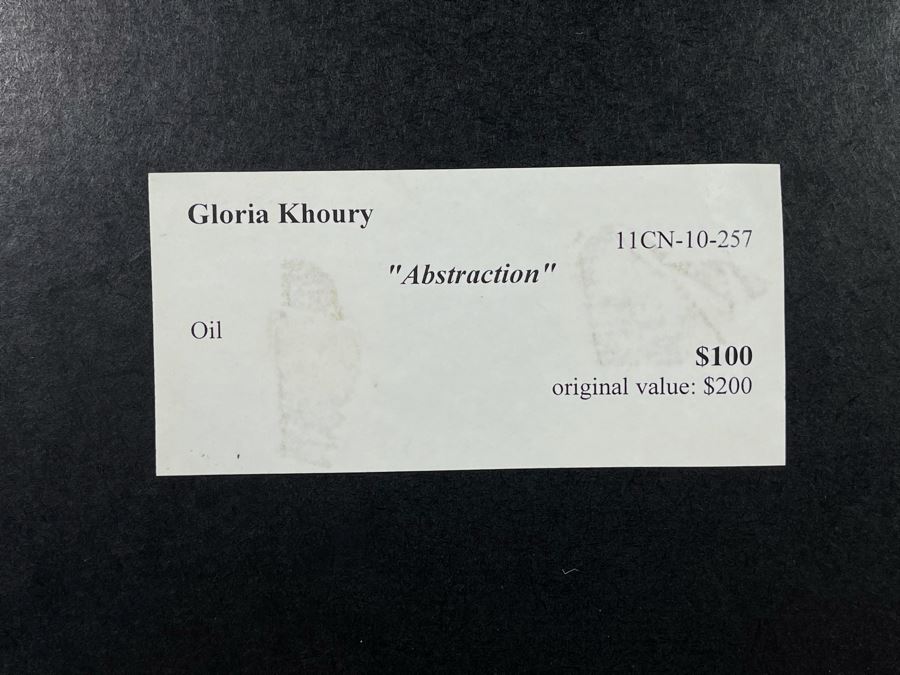 Gloria Khoury
11CN-10-257
"Abstraction"
Oil
$100
original value: $200